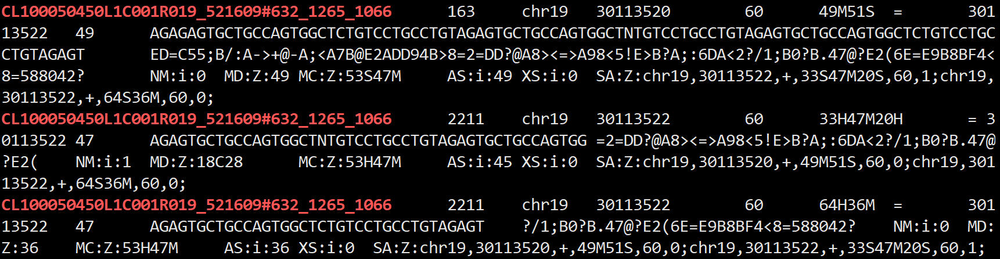 CL100050450L1C001R019_521609#632_1265_1066 163 chr19 30113520 60 49M51S = 301
13522 49 AGAGAGTGCTGCCAGTGGCTCTGTCCTGCCTGTAGAGTGCTGCCAGTGGCTNTGTCCTGCCTGTAGAGTGCTGCCAGTGGCTCTGTCCTGC
CTGTAGAGT ED=C55;B/:A->+@-A;<A7B@E2ADD94B>8=2=DD?@A8><=>A98<5!E>B?A;:6DA<2?/1;B0?B.47@?E2(6E=E9B8BF4<
8=588042? NM:i:0 MD:Z:49 MC:Z:53S47M AS:i:49 XS:i:0 SA:Z:chr19,30113522,+,33S47M20S,60,1;chr19,
30113522,+,64S36M,60,0;
CL100050450L1C001R019_521609#632_1265_1066 2211 chr19 30113522 60 33H47M20H = 3
0113522 47 AGAGTGCTGCCAGTGGCTNTGTCCTGCCTGTAGAGTGCTGCCAGTGG =2=DD?@A8><=>A98<5!E>B?A;:6DA<2?/1;B0?B.47@
?E2( NM:i:1 MD:Z:18C28 MC:Z:53H47M AS:i:45 XS:i:0 SA:Z:chr19,30113520,+,49M51S,60,0;chr19,301
13522,+,64S36M,60,0;
CL100050450L1C001R019_521609#632_1265_1066 2211 chr19 30113522 60 64H36M = 301
13522 47 AGAGTGCTGCCAGTGGCTCTGTCCTGCCTGTAGAGT ?/1;B0?B.47@?E2(6E=E9B8BF4<8=588042? NM:i:0 MD:
Z:36 MC:Z:53H47M AS:i:36 XS:i:0 SA:Z:chr19,30113520,+,49M51S,60,0;chr19,30113522,+,33S47M20S,60,1;